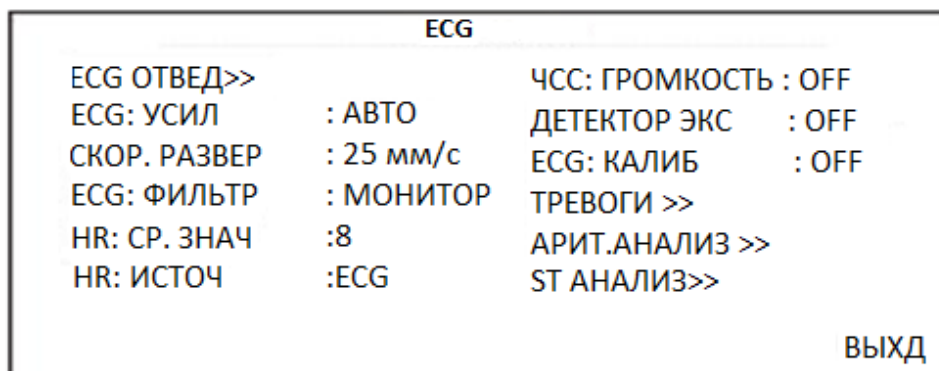 ECG
ECG ОТВЕД>>
ECG: УСИЛ : АВТО
СКОР. РАЗВЕР : 25 мм/с
ECG: ФИЛЬТР : МОНИТОР
HR: СР. ЗНАЧ :8
HR: ИСТОЧ :ECG
ЧСС: ГРОМКОСТЬ : OFF
ДЕТЕКТОР ЭКС : OFF
ECG: КАЛИБ : OFF
ТРЕВОГИ >>
АРИТ.АНАЛИЗ >>
ST АНАЛИЗ>>
ВЫХД